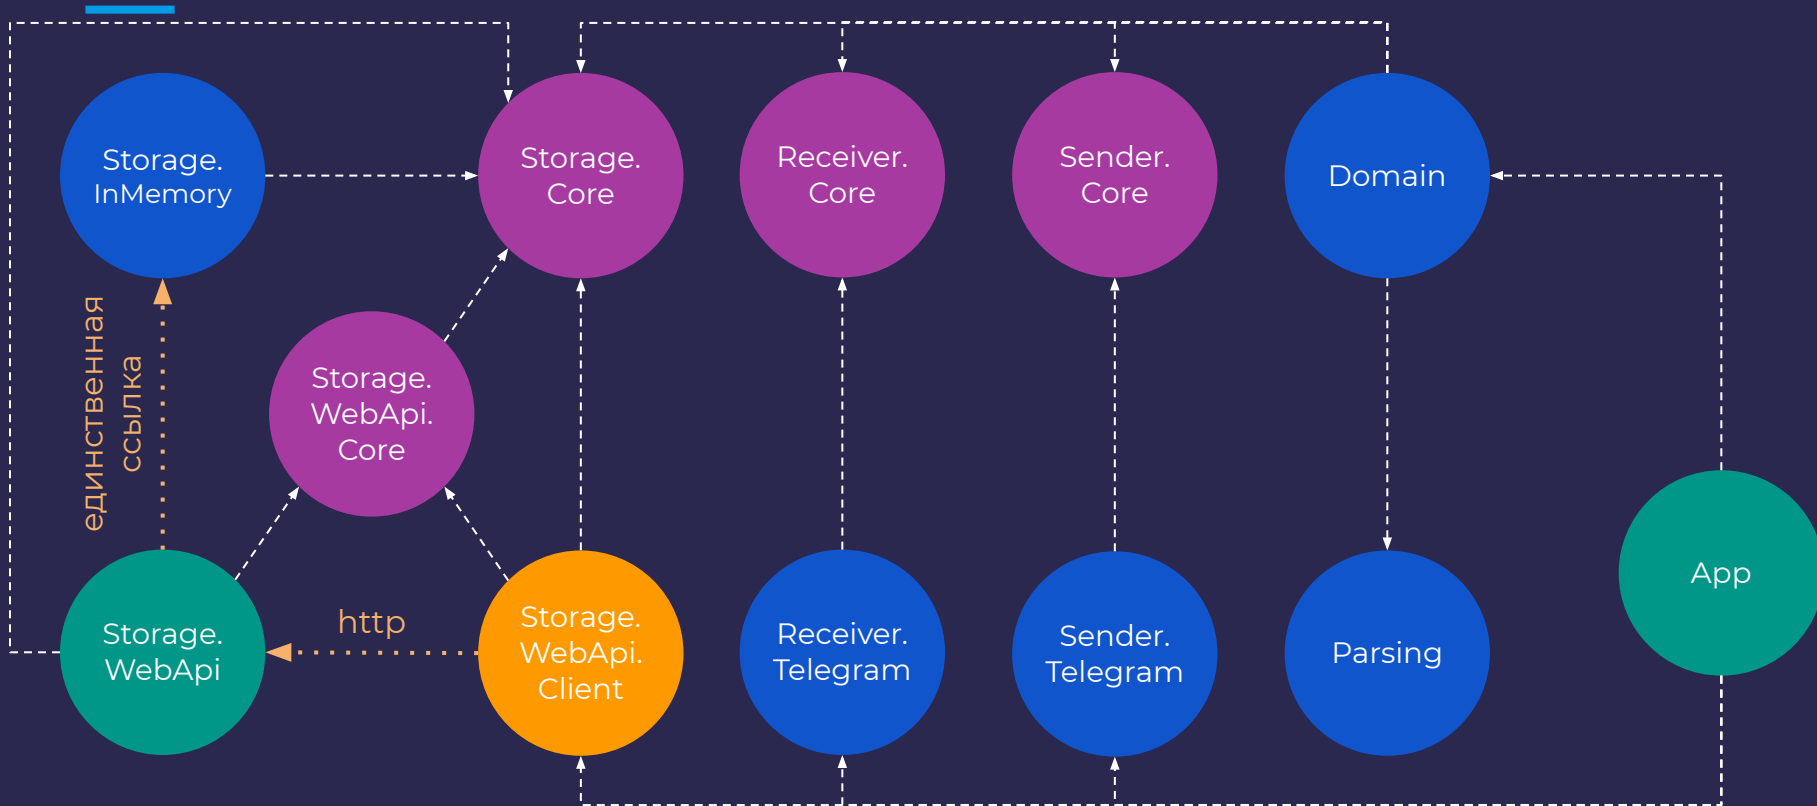 Storage.
InMemory
Storage.
Core
Receiver.
Core
Sender.
Core
Domain
единственная
ссылка
Storage.
WebApi.
Core
Storage.
WebApi
http
Storage.
WebApi.
Client
Receiver.
Telegram
Sender.
Telegram
Parsing
App